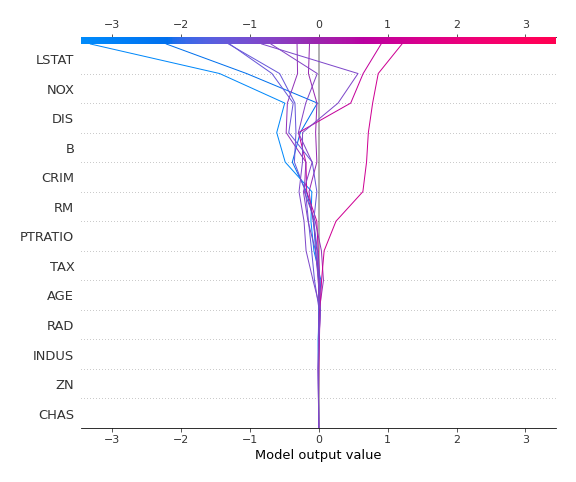 −3 −2 −1 0 1 2 3
LSTAT
NOX
DIS
B
CRIM
RM
PTRATIO
TAX
AGE
RAD
INDUS
ZN
CHAS
−3 −2 −1 0 1 2 3
Model output value